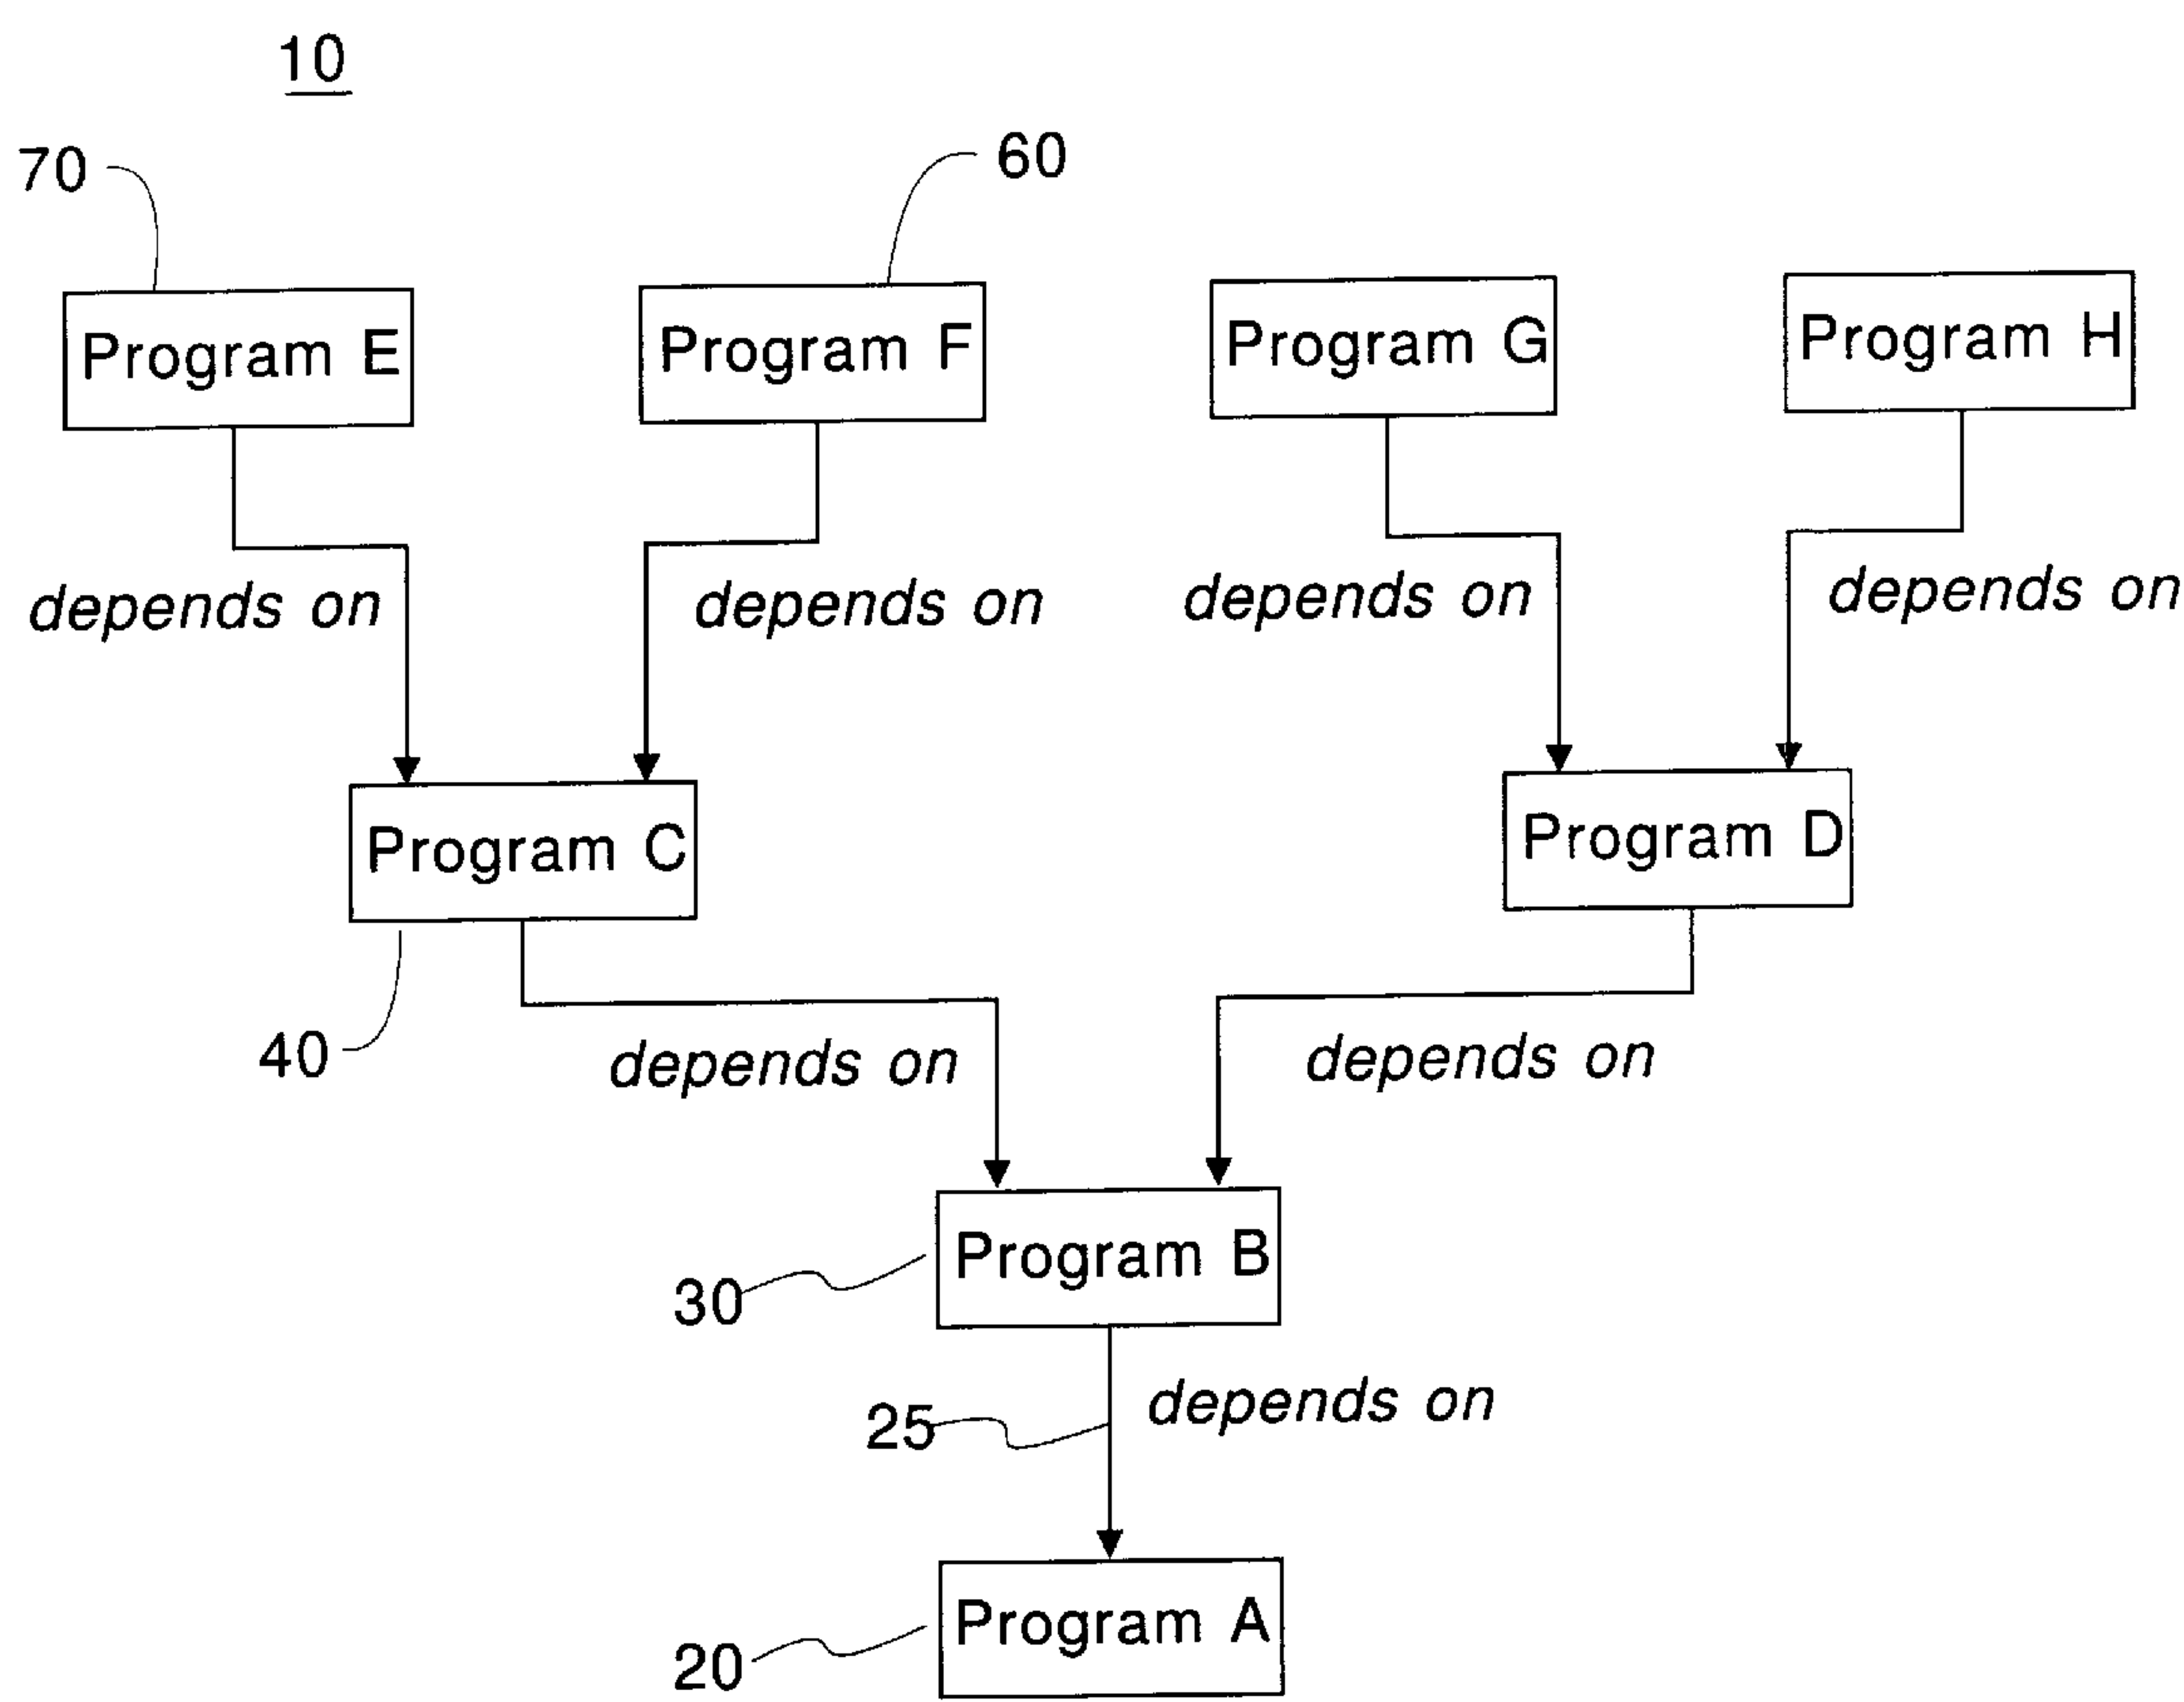 10
70
60
Program E
Program F
Program G
Program H
depends on
depends on
depends on
depends on
Program C
Program D
40
depends on
depends on
Program B
30
depends on
25
Program A
20